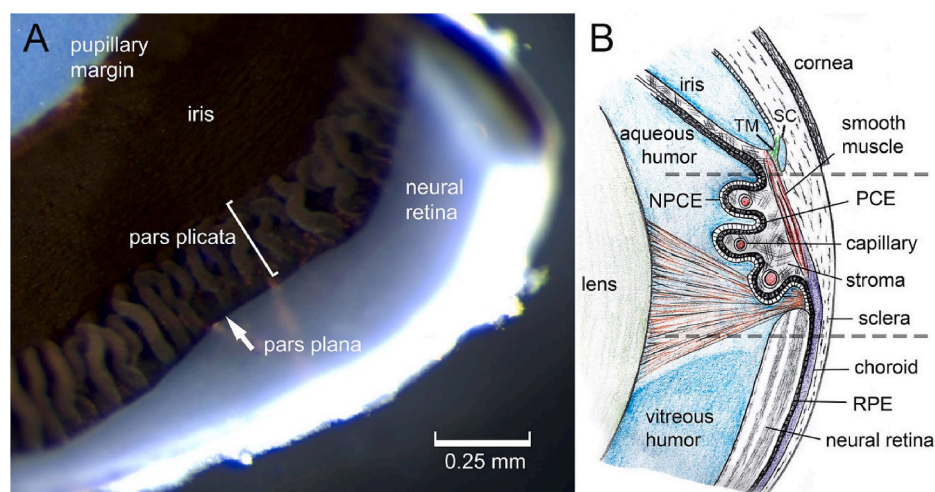 A
pupillary
margin
iris
pars plicata
neural
retina
pars plana
0.25 mm
B
cornea
iris
SC
TM
aqueous
humor
smooth
muscle
NPCE
PCE
capillary
stroma
lens
sclera
choroid
vitreous
humor
RPE
neural retina